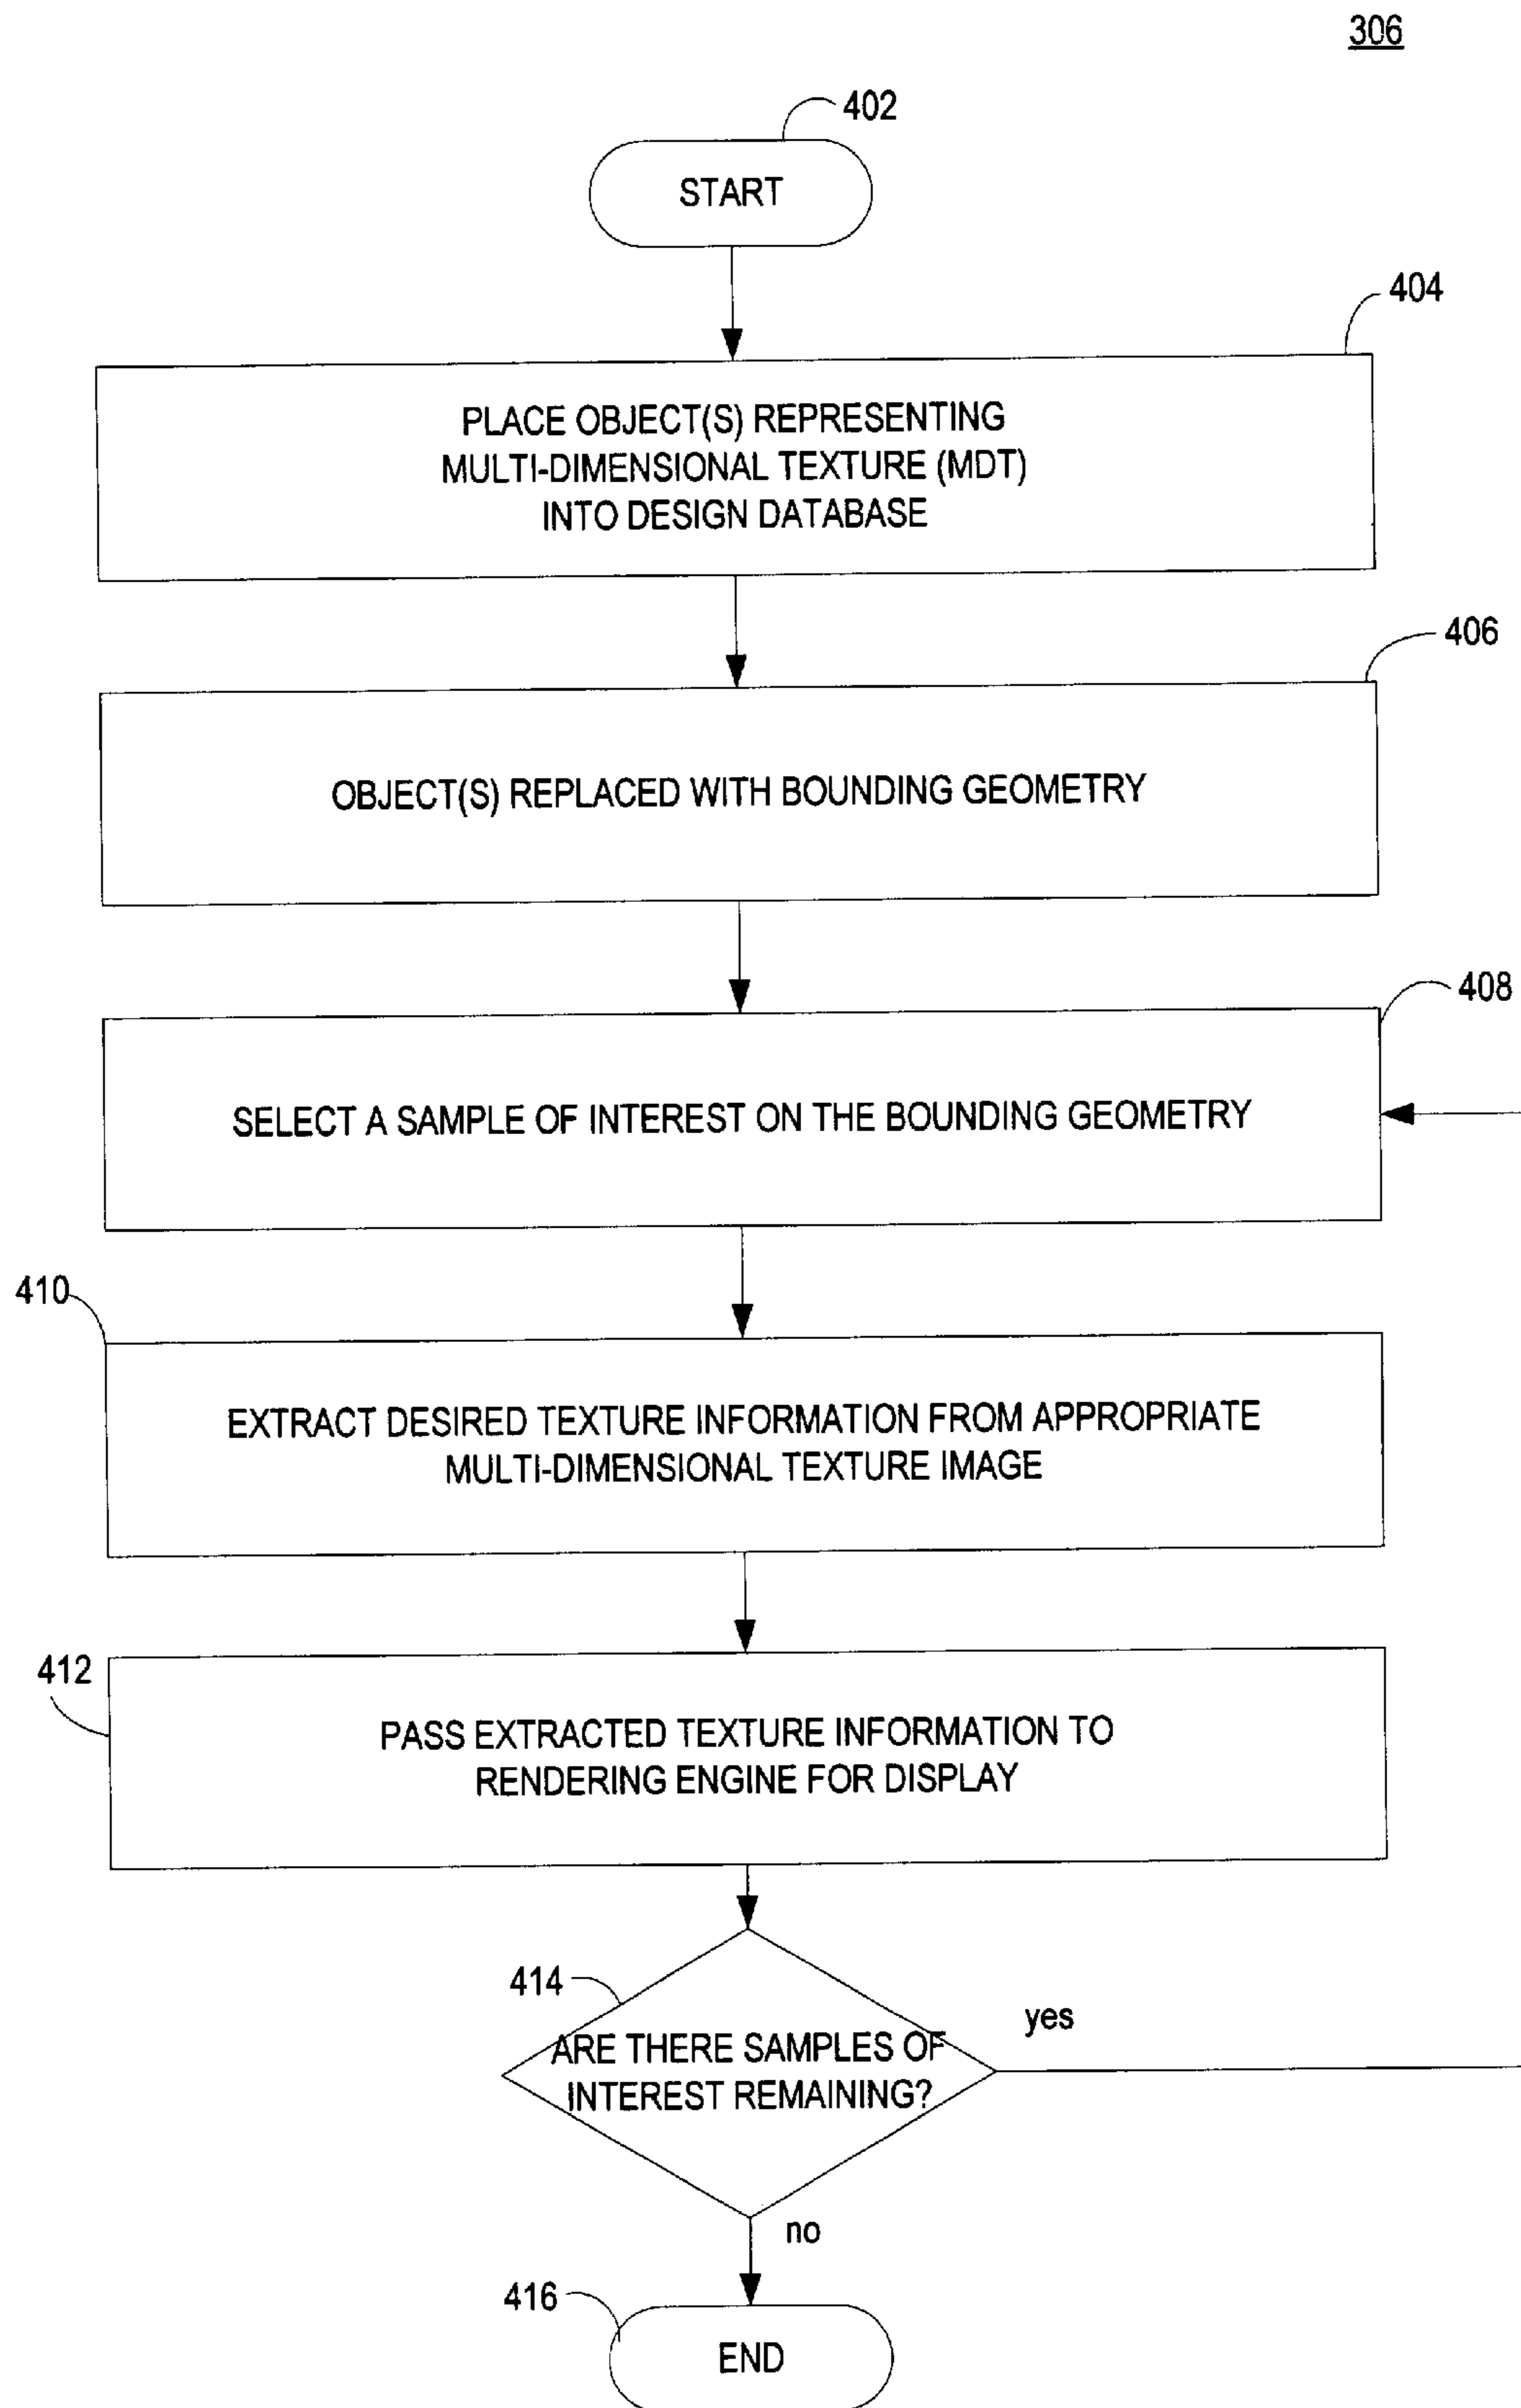 306
402
START
404
PLACE OBJECT(S) REPRESENTING
MULTI-DIMENSIONAL TEXTURE (MDT)
INTO DESIGN DATABASE
406
OBJECT(S) REPLACED WITH BOUNDING GEOMETRY
408
SELECT A SAMPLE OF INTEREST ON THE BOUNDING GEOMETRY
410
EXTRACT DESIRED TEXTURE INFORMATION FROM APPROPRIATE
MULTI-DIMENSIONAL TEXTURE IMAGE
412
PASS EXTRACTED TEXTURE INFORMATION TO
RENDERING ENGINE FOR DISPLAY
414
ARE THERE SAMPLES OF
INTEREST REMAINING?
yes
no
416
END